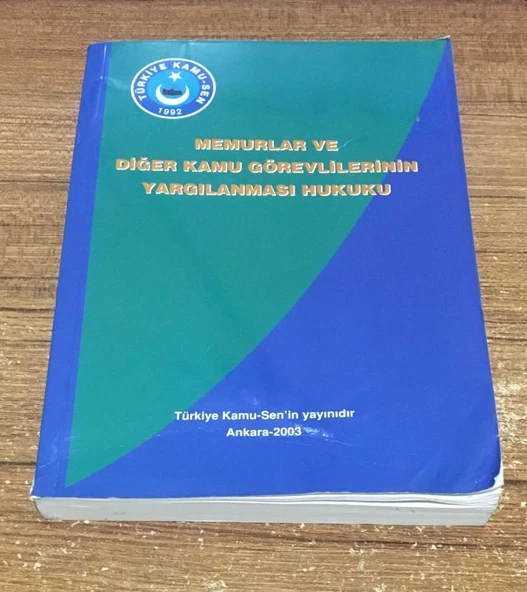 TÜRKİYE KAMU-SEN
1992
MEMURLAR VE
DİĞER KAMU GÖREVLİLERİNİN
YARGILANMASI HUKUKU
Türkiye Kamu-Sen'in yayınıdır
Ankara-2003